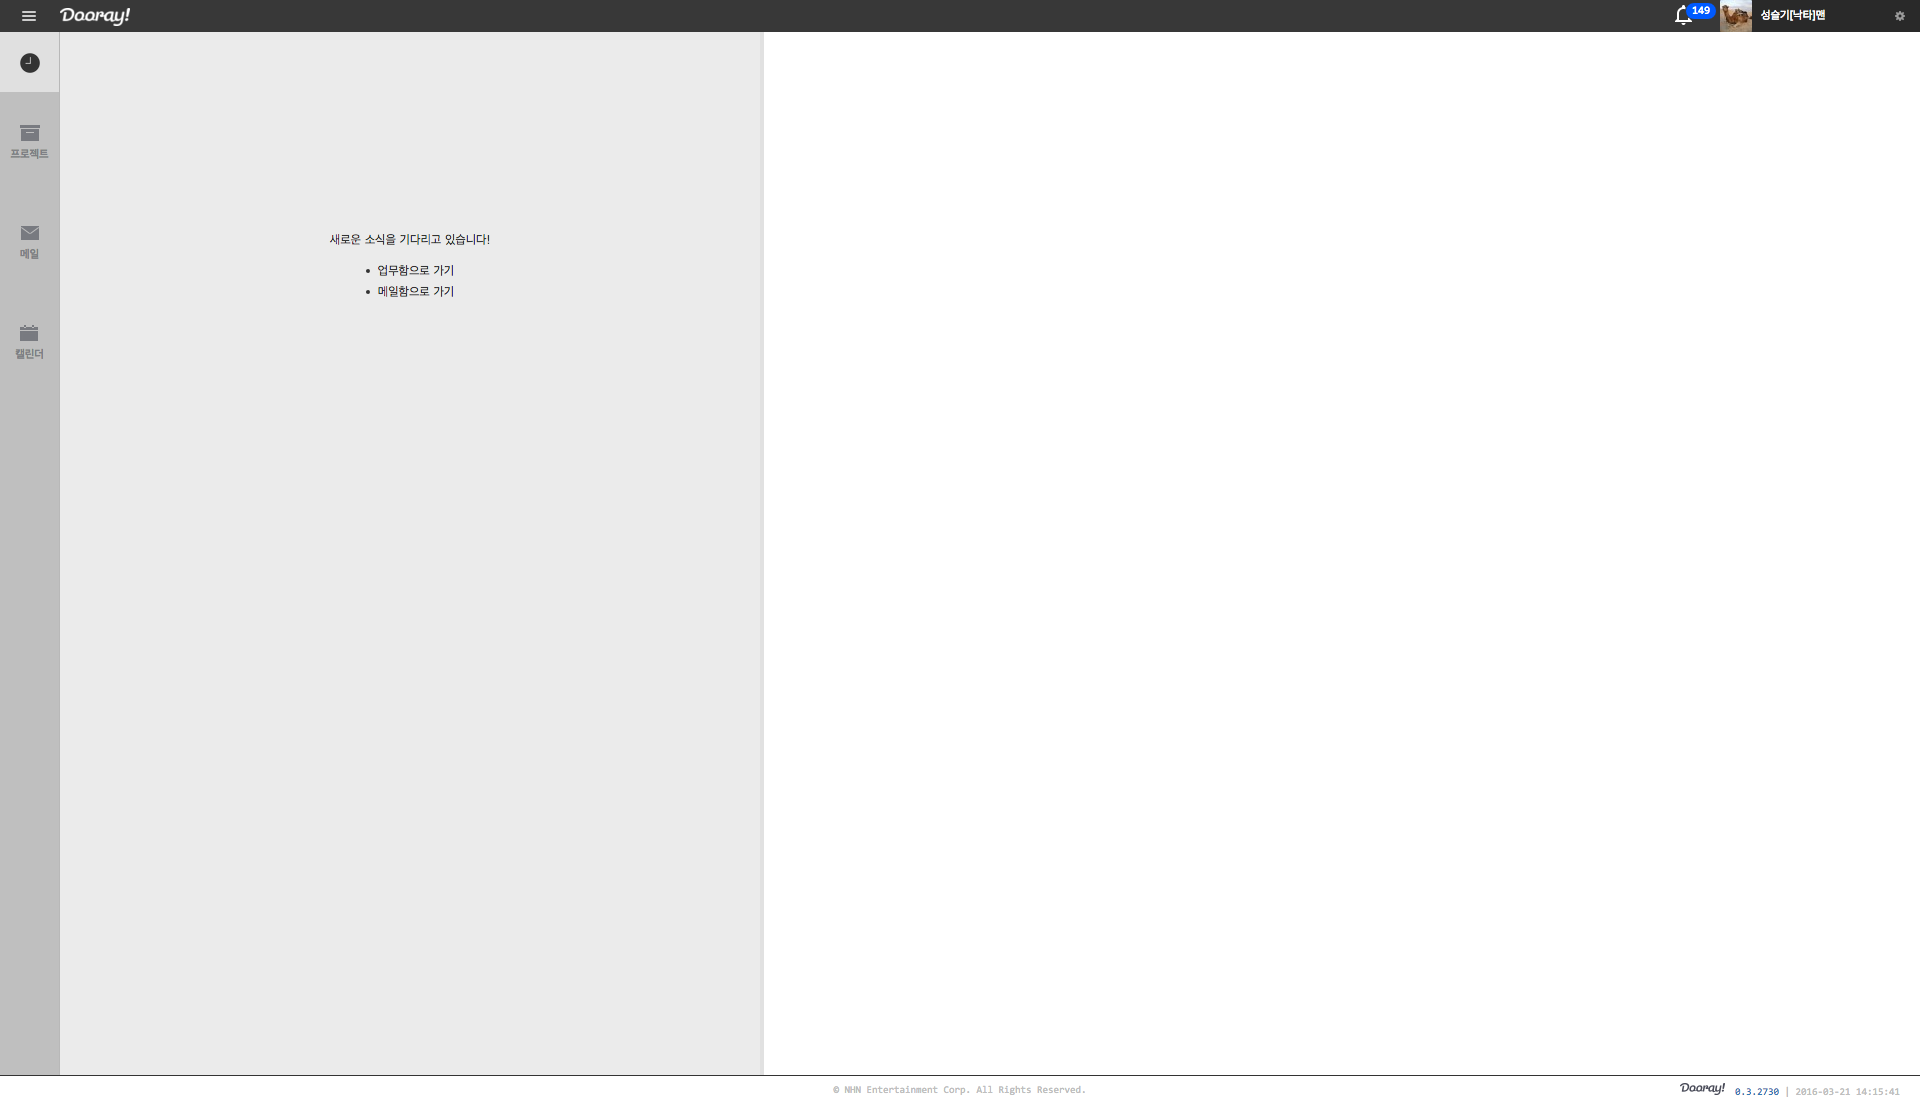 Dooray!
149
성슬기[낙타]맨
프로젝트
메일
캘린더
새로운 소식을 기다리고 있습니다!
업무함으로 가기
메일함으로 가기
© NHN Entertainment Corp. All Rights Reserved.
Dooray! 0.3.2730 | 2016-03-21 14:15:41